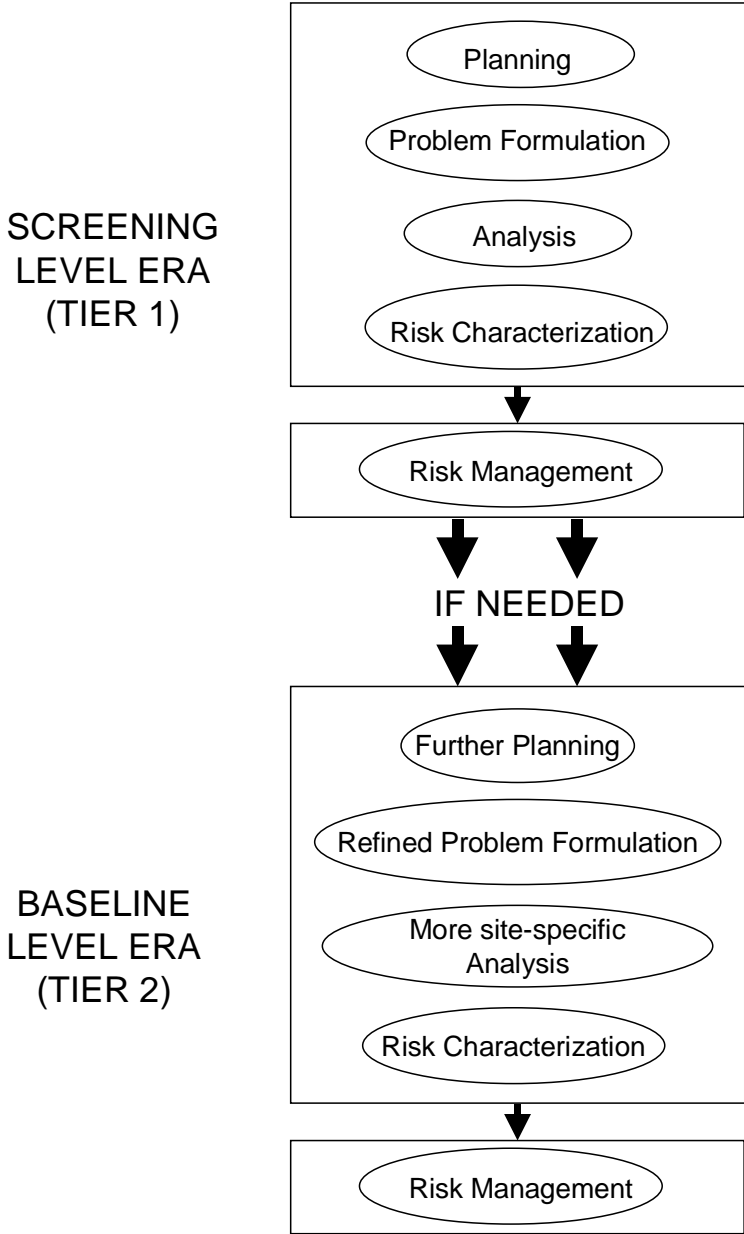 Planning
Problem Formulation
SCREENING
LEVEL ERA
(TIER 1)
Analysis
Risk Characterization
Risk Management
IF NEEDED
Further Planning
Refined Problem Formulation
BASELINE
LEVEL ERA
(TIER 2)
More site-specific
Analysis
Risk Characterization
Risk Management